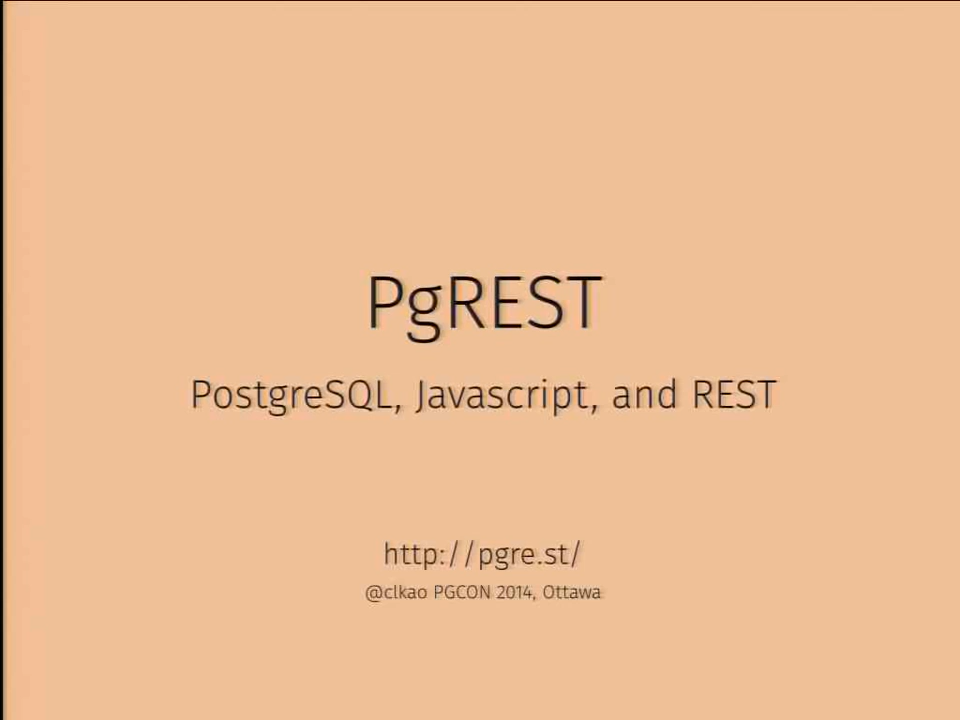 PgREST
PostgreSQL, Javascript, and REST
http://pgre.st/
@clkao PGCON 2014, Ottawa